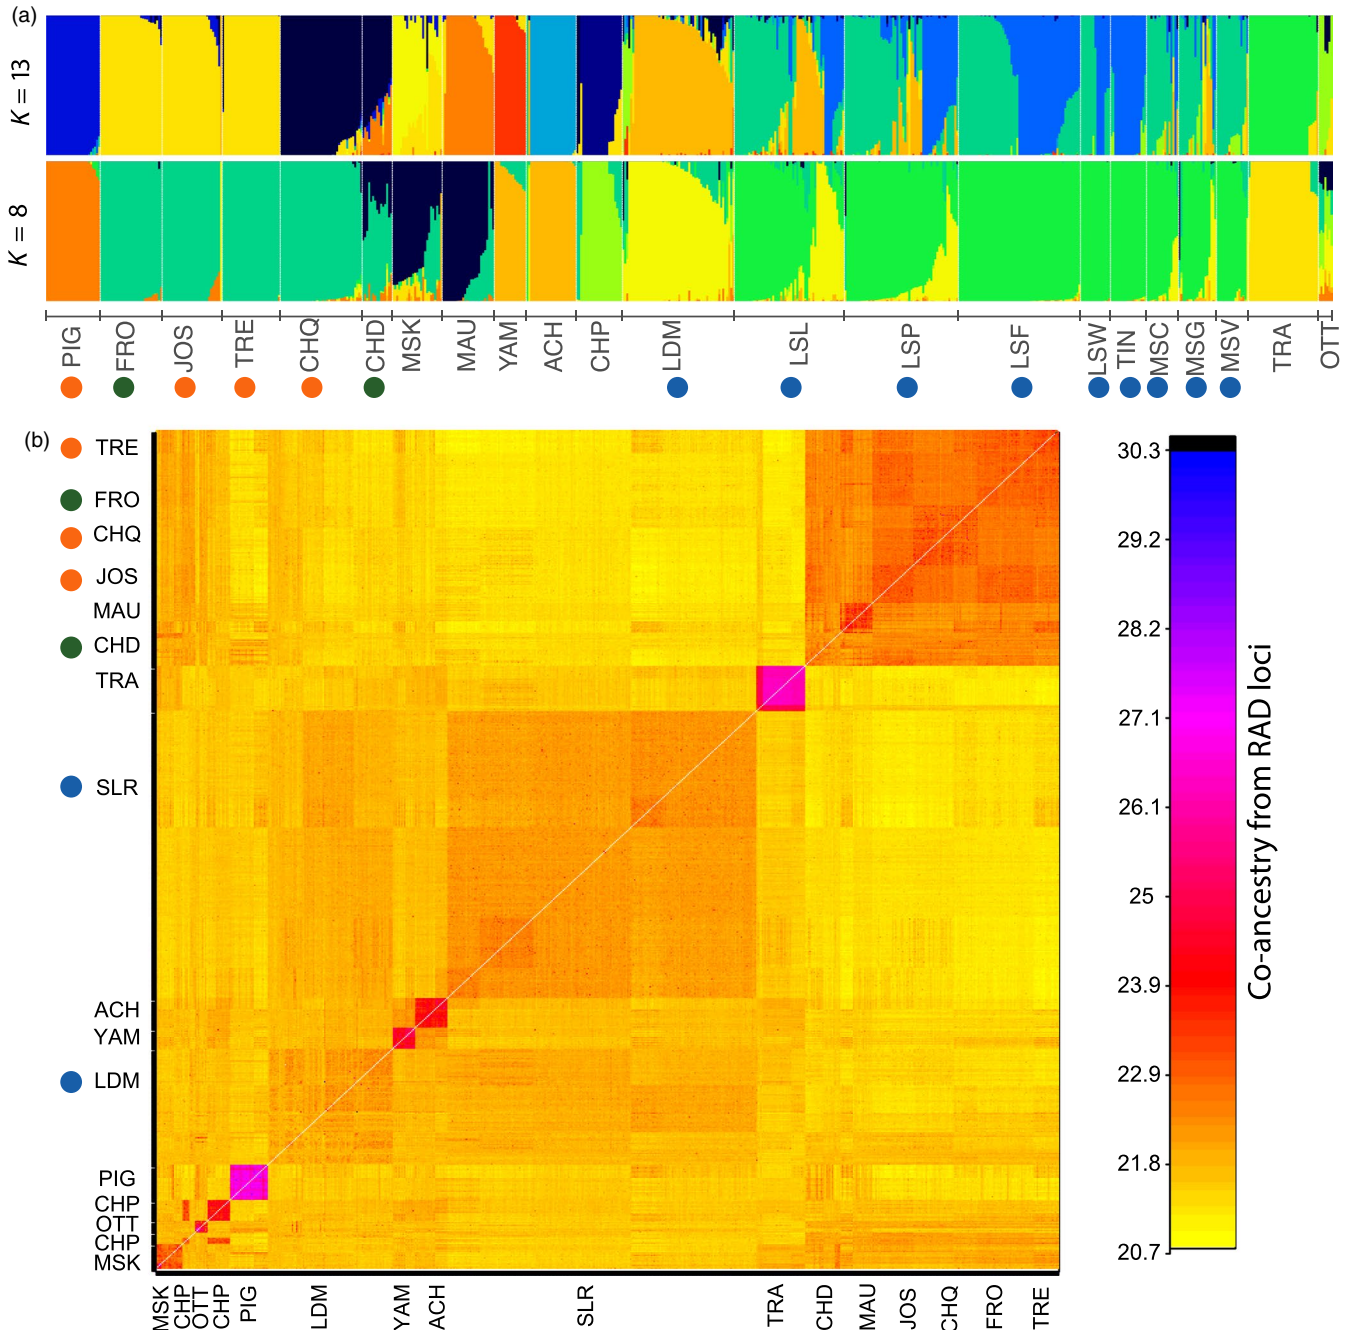 (a)
K = 13
K = 8
PIG FRO JOS TRE CHQ CHD MSK MAU YAM ACH CHP LDM LSL LSP LSF LSW TIN MSC MSG MSV TRA OTT
(b)
TRE
FRO
CHQ
JOS
MAU
CHD
TRA
SLR
ACH
YAM
LDM
PIG
CHP
OTT
CHP
MSK
MSK CHP OTT CHP PIG LDM YAM ACH SLR TRA CHD MAU JOS CHQ FRO TRE
30.3
29.2
28.2
27.1
26.1
25
23.9
22.9
21.8
20.7
Co-ancestry from RAD loci